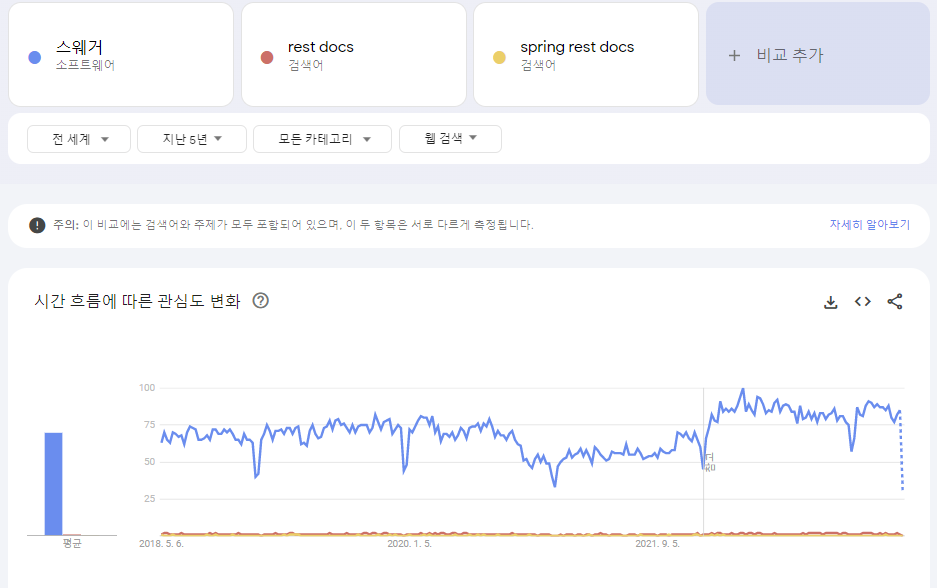 스웨거
소프트웨어
rest docs
검색어
spring rest docs
검색어
+ 비교 추가
전 세계
지난 5년
모든 카테고리
웹 검색
주의: 이 비교에는 검색어와 주제가 모두 포함되어 있으며, 이 두 항목은 서로 다르게 측정됩니다.
자세히 알아보기
시간 흐름에 따른 관심도 변화
100
75
50
25
평균
2018. 5. 6.
2020. 1. 5.
2021. 9. 5.